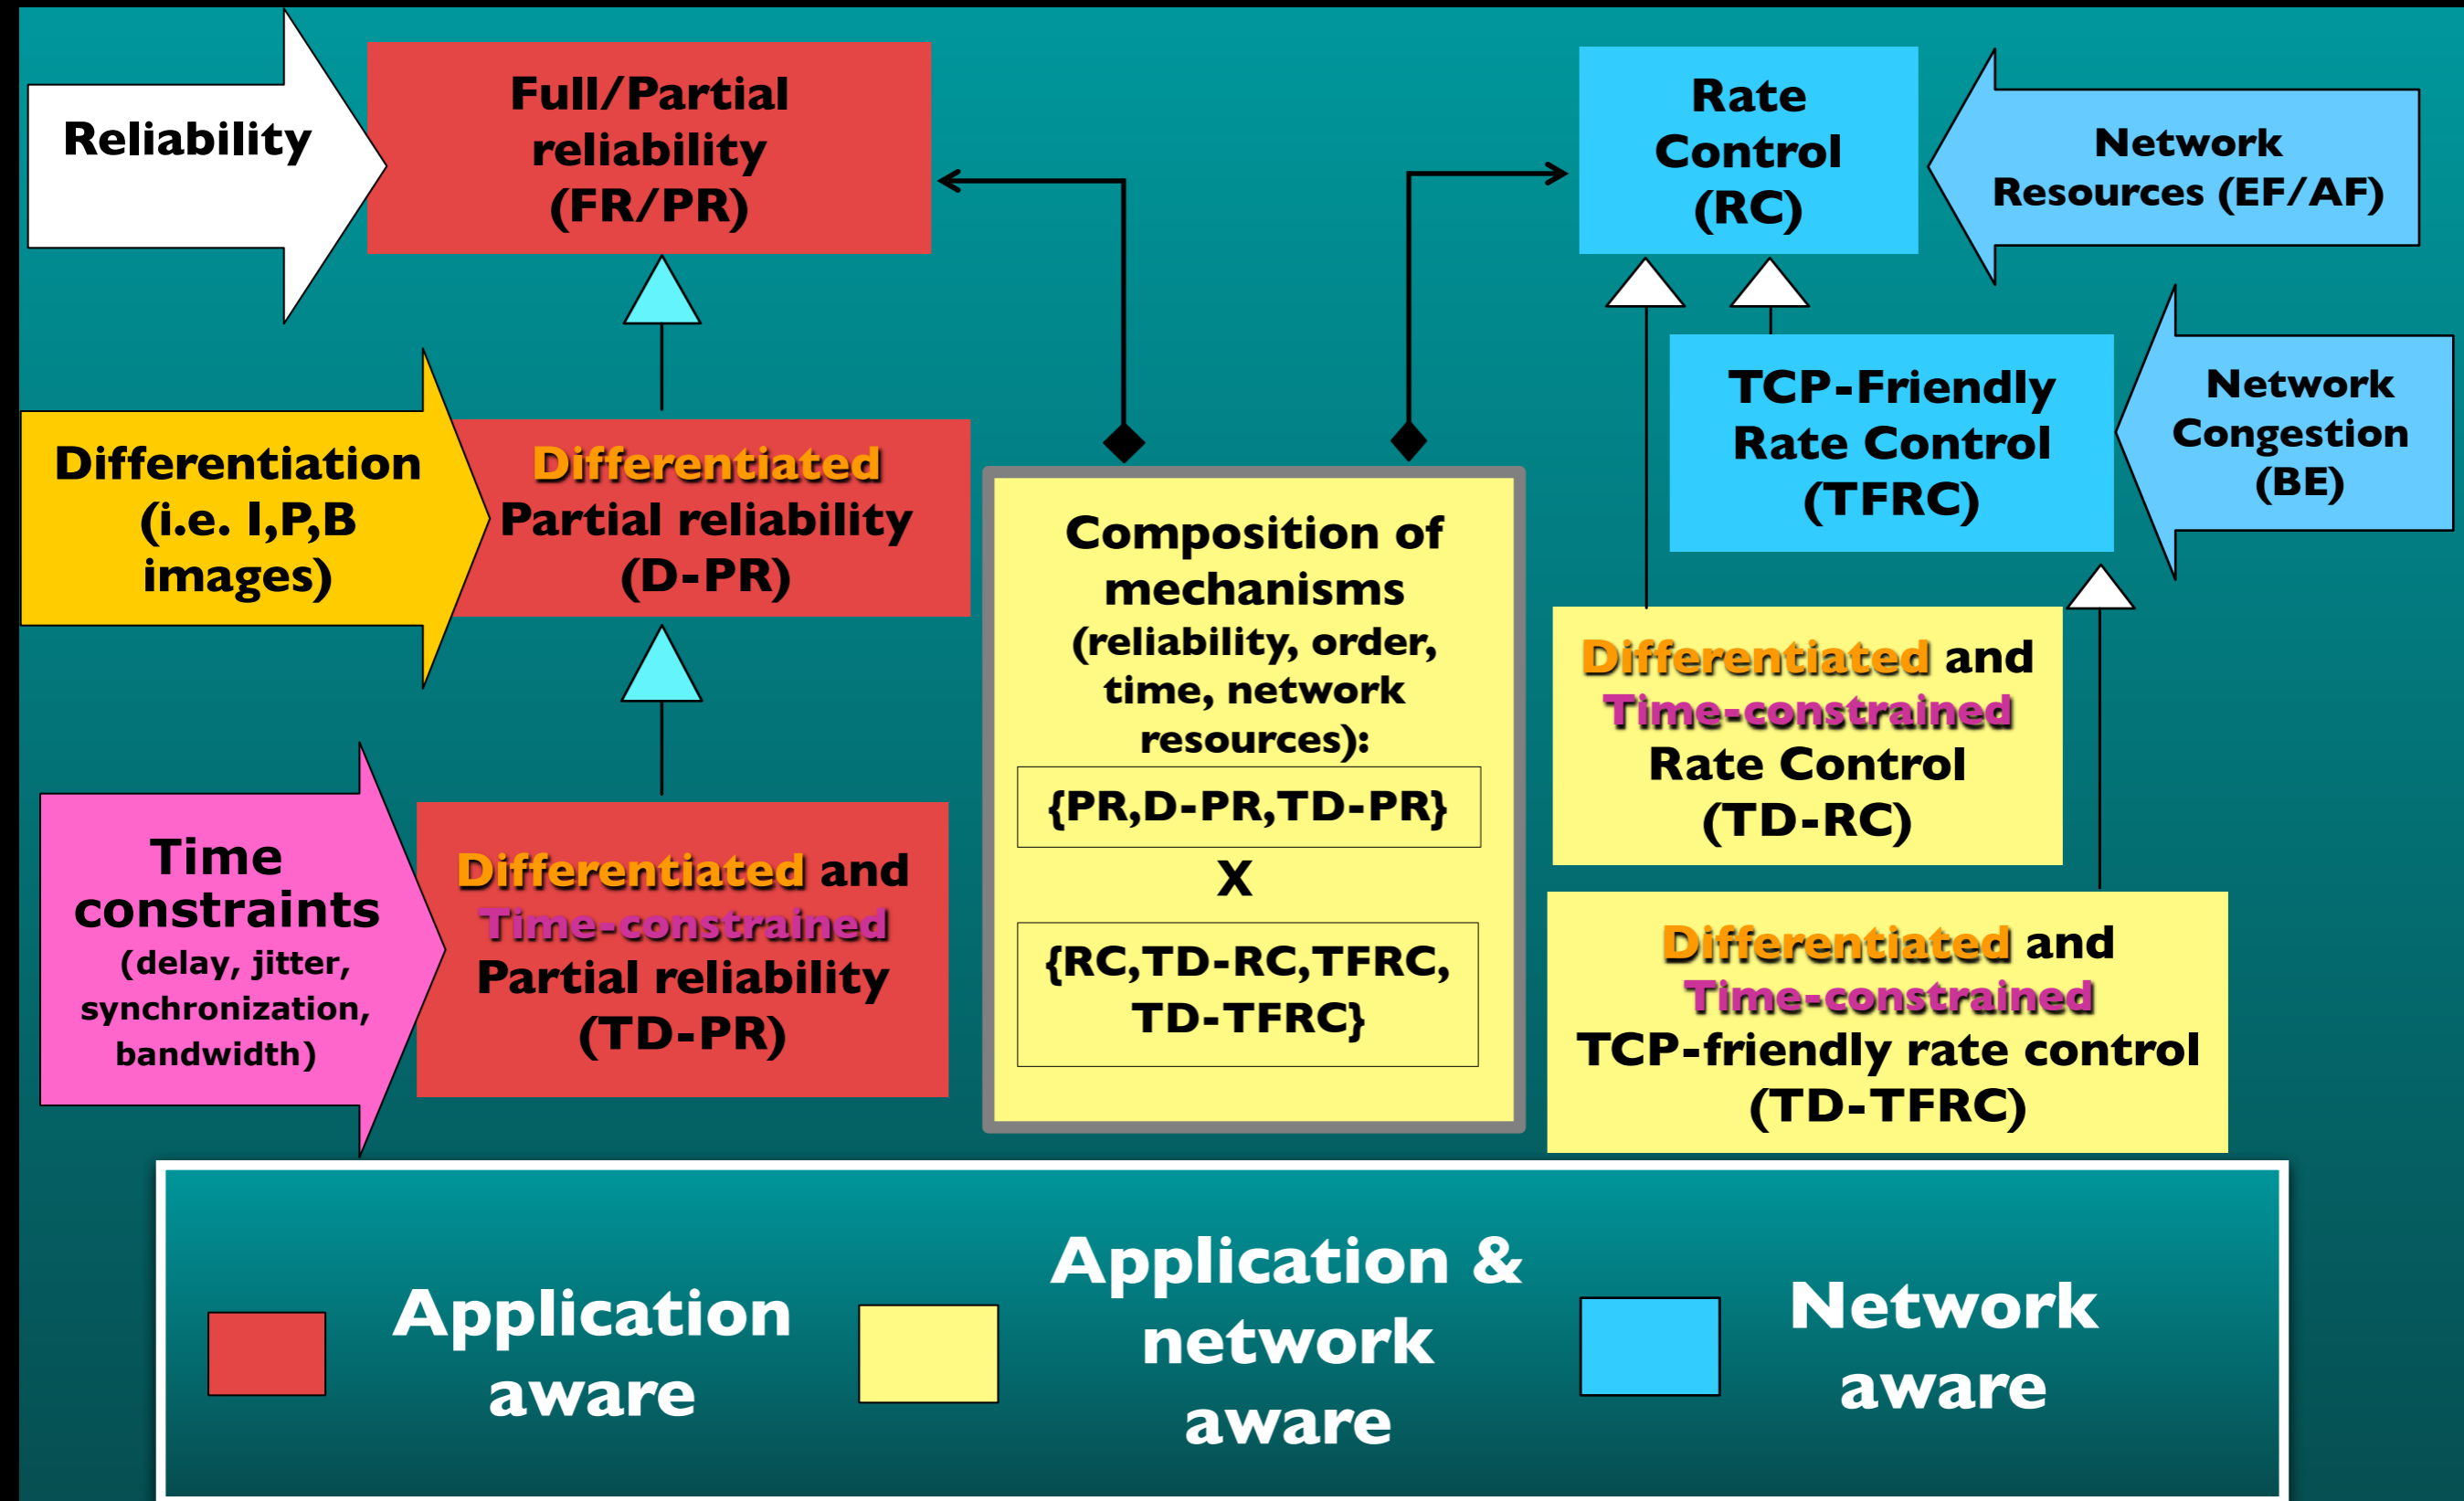 Reliability
Full/Partial
reliability
(FR/PR)
Rate
Control
(RC)
Network
Resources (EF/AF)
Differentiation
(i.e. I,P,B
images)
Differentiated
Partial reliability
(D-PR)
TCP-Friendly
Rate Control
(TFRC)
Network
Congestion
(BE)
Composition of
mechanisms
(reliability, order,
time, network
resources):
{PR,D-PR,TD-PR}
X
{RC,TD-RC,TFRC,
TD-TFRC}
Differentiated and
Time-constrained
Rate Control
(TD-RC)
Time
constraints
(delay, jitter,
synchronization,
bandwidth)
Differentiated and
Time-constrained
Partial reliability
(TD-PR)
Differentiated and
Time-constrained
TCP-friendly rate control
(TD-TFRC)
Application
aware
Application &
network
aware
Network
aware